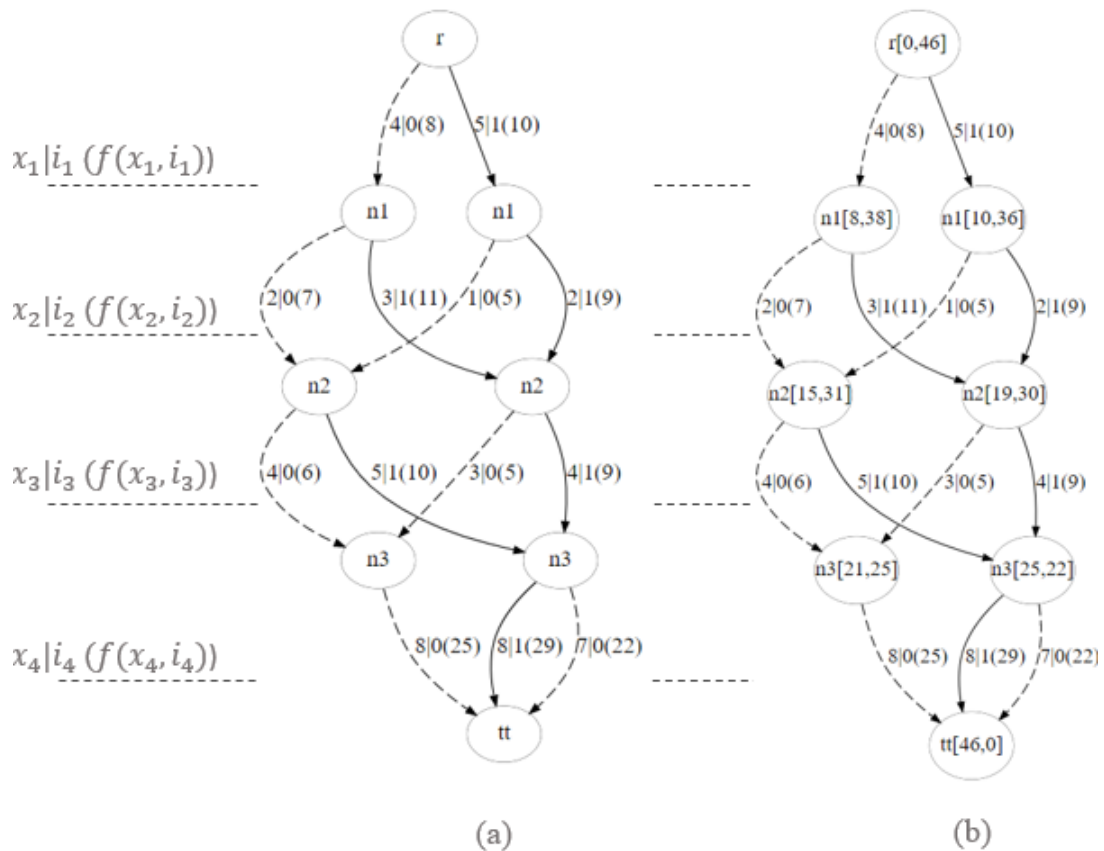 r
r[0,46]
4|0(8)
5|1(10)
4|0(8)
5|1(10)
x₁|i₁ (f(x₁, i₁))
n1
n1
n1[8,38]
n1[10,36]
x₂|i₂ (f(x₂, i₂))
2|0(7)
3|1(11)
1|0(5)
2|1(9)
2|0(7)
3|1(11)
1|0(5)
2|1(9)
n2
n2
n2[15,31]
n2[19,30]
x₃|i₃ (f(x₃, i₃))
4|0(6)
5|1(10)
3|0(5)
4|1(9)
4|0(6)
5|1(10)
3|0(5)
4|1(9)
n3
n3
n3[21,25]
n3[25,22]
x₄|i₄ (f(x₄, i₄))
8|0(25)
8|1(29)
7|0(22)
8|0(25)
8|1(29)
7|0(22)
tt
tt[46,0]
(a)
(b)